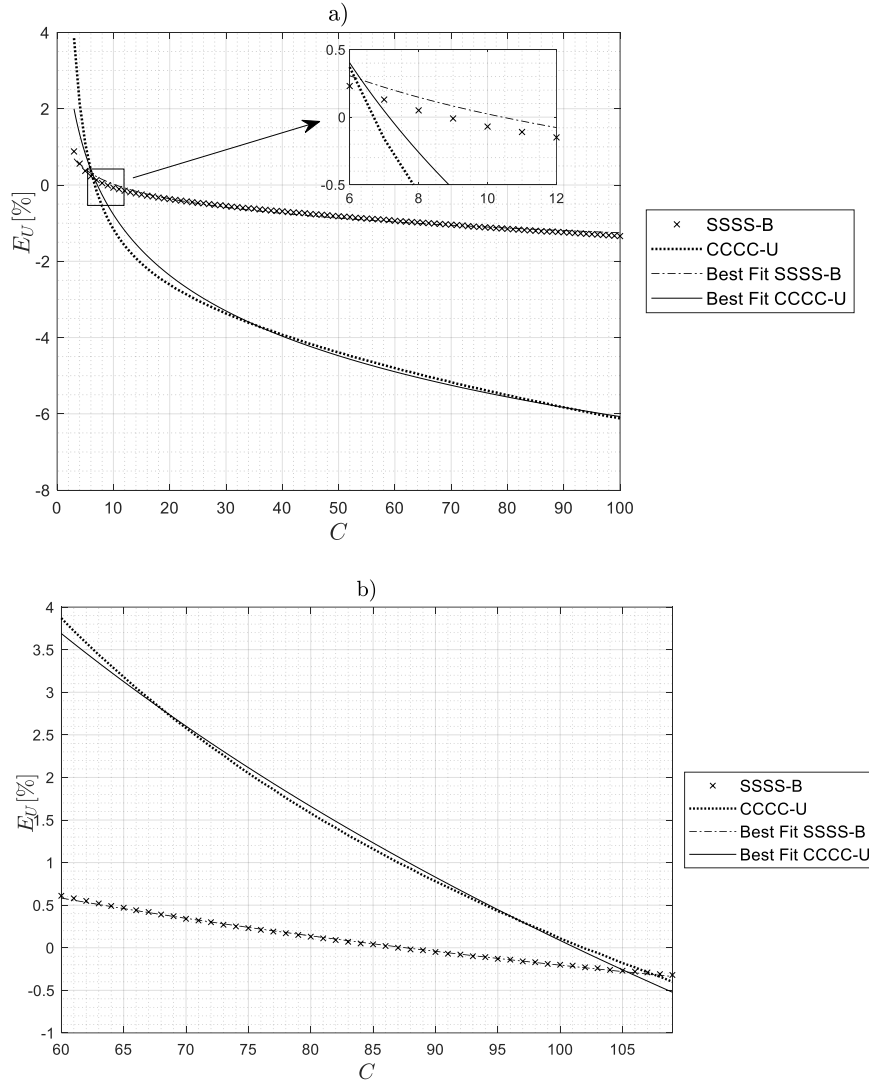 a)
4
2
0
-2
-4
-6
-8
E_U [%]
0 10 20 30 40 50 60 70 80 90 100
C
0.5
0
-0.5
6 8 10 12
SSSS-B
CCCC-U
Best Fit SSSS-B
Best Fit CCCC-U
b)
4
3.5
3
2.5
2
1.5
1
0.5
0
-0.5
-1
E_U [%]
60 65 70 75 80 85 90 95 100 105
C
SSSS-B
CCCC-U
Best Fit SSSS-B
Best Fit CCCC-U